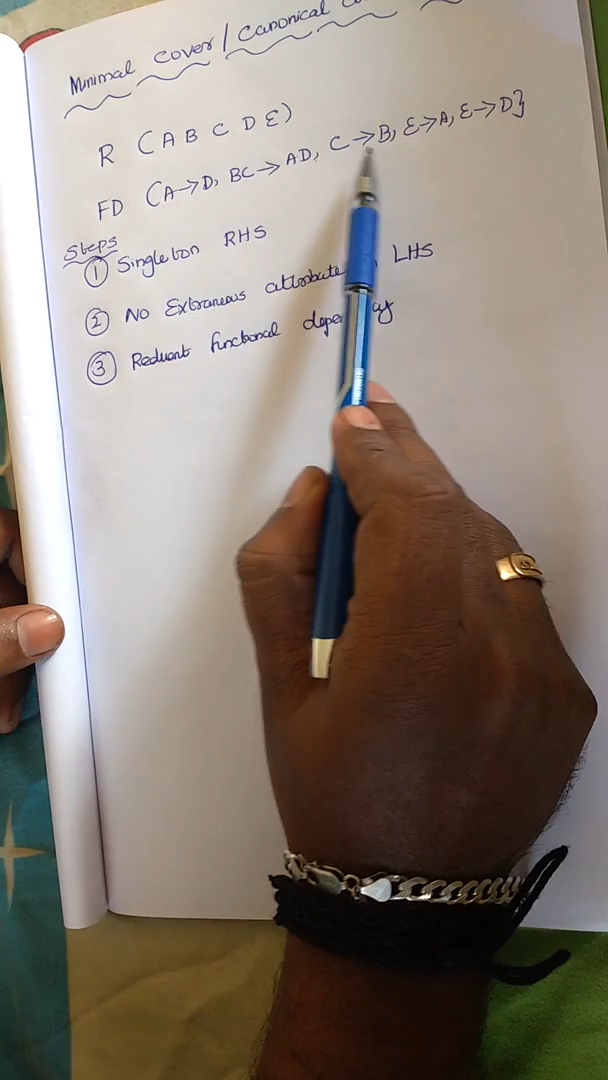 Minimal Cover / Canonical
R ( A B C D E )
FD ( A→D, BC→AD, C→B, E→A, E→D }
Steps
① Singleton RHS
② No Extraneous attribute LHS
③ Reduant functional